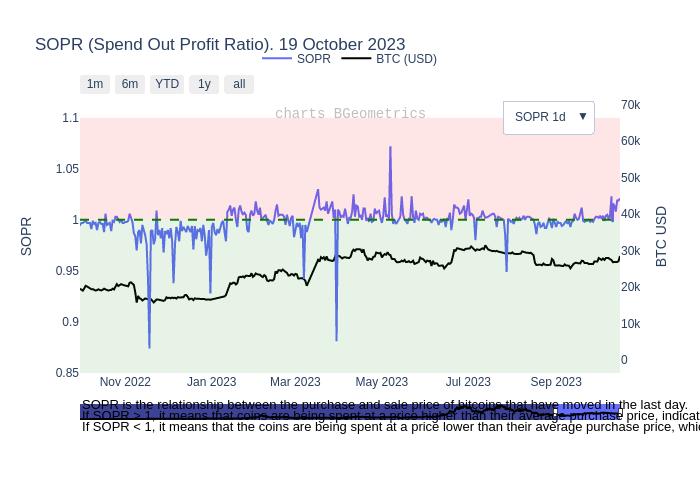 SOPR (Spend Out Profit Ratio). 19 October 2023
SOPR BTC (USD)
1m 6m YTD 1y all
charts BGeometrics
SOPR 1d ▼
1.1
1.05
1
0.95
0.9
0.85
SOPR
70k
60k
50k
40k
30k
20k
10k
0
BTC USD
Nov 2022 Jan 2023 Mar 2023 May 2023 Jul 2023 Sep 2023
SOPR is the relationship between the purchase and sale price of bitcoins that have moved in the last day.
If SOPR > 1, it means that coins are being spent at a price higher than their average purchase price, indicat
If SOPR < 1, it means that the coins are being spent at a price lower than their average purchase price, whic